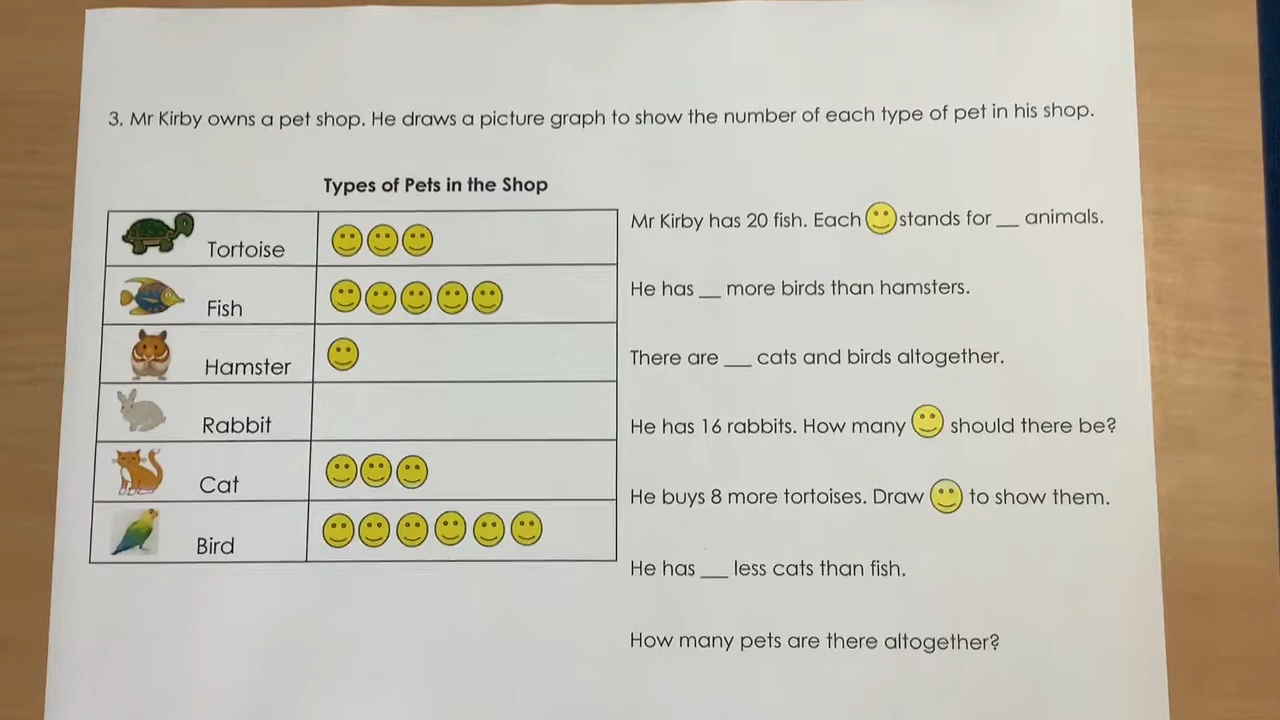 3. Mr Kirby owns a pet shop. He draws a picture graph to show the number of each type of pet in his shop.
Types of Pets in the Shop
Tortoise
Fish
Hamster
Rabbit
Cat
Bird
Mr Kirby has 20 fish. Each stands for __ animals.
He has __ more birds than hamsters.
There are ___ cats and birds altogether.
He has 16 rabbits. How many should there be?
He buys 8 more tortoises. Draw to show them.
He has ___ less cats than fish.
How many pets are there altogether?